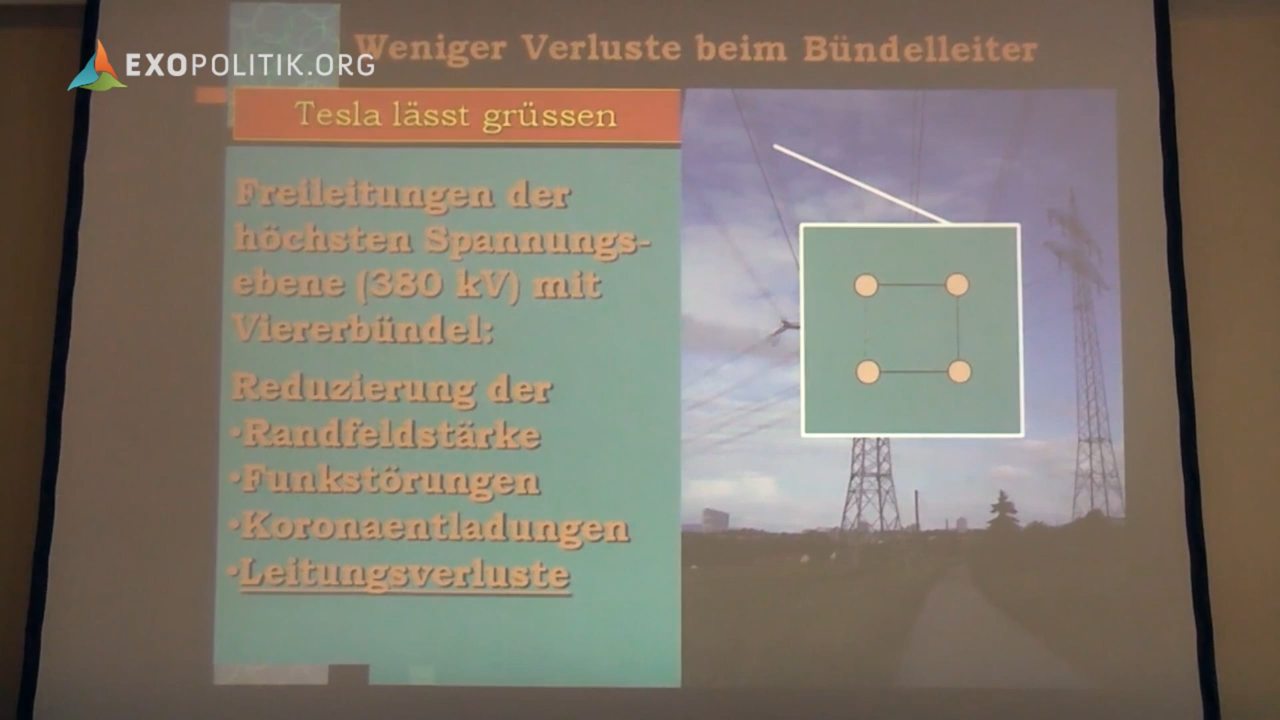 EXOPOLITIK.ORG
Weniger Verluste beim Bündelleiter
Tesla lässt grüssen
Freileitungen der
höchsten Spannungs-
ebene (380 kV) mit
Viererbündel:
Reduzierung der
•Randfeldstärke
•Funkstörungen
•Koronaentladungen
•Leitungsverluste